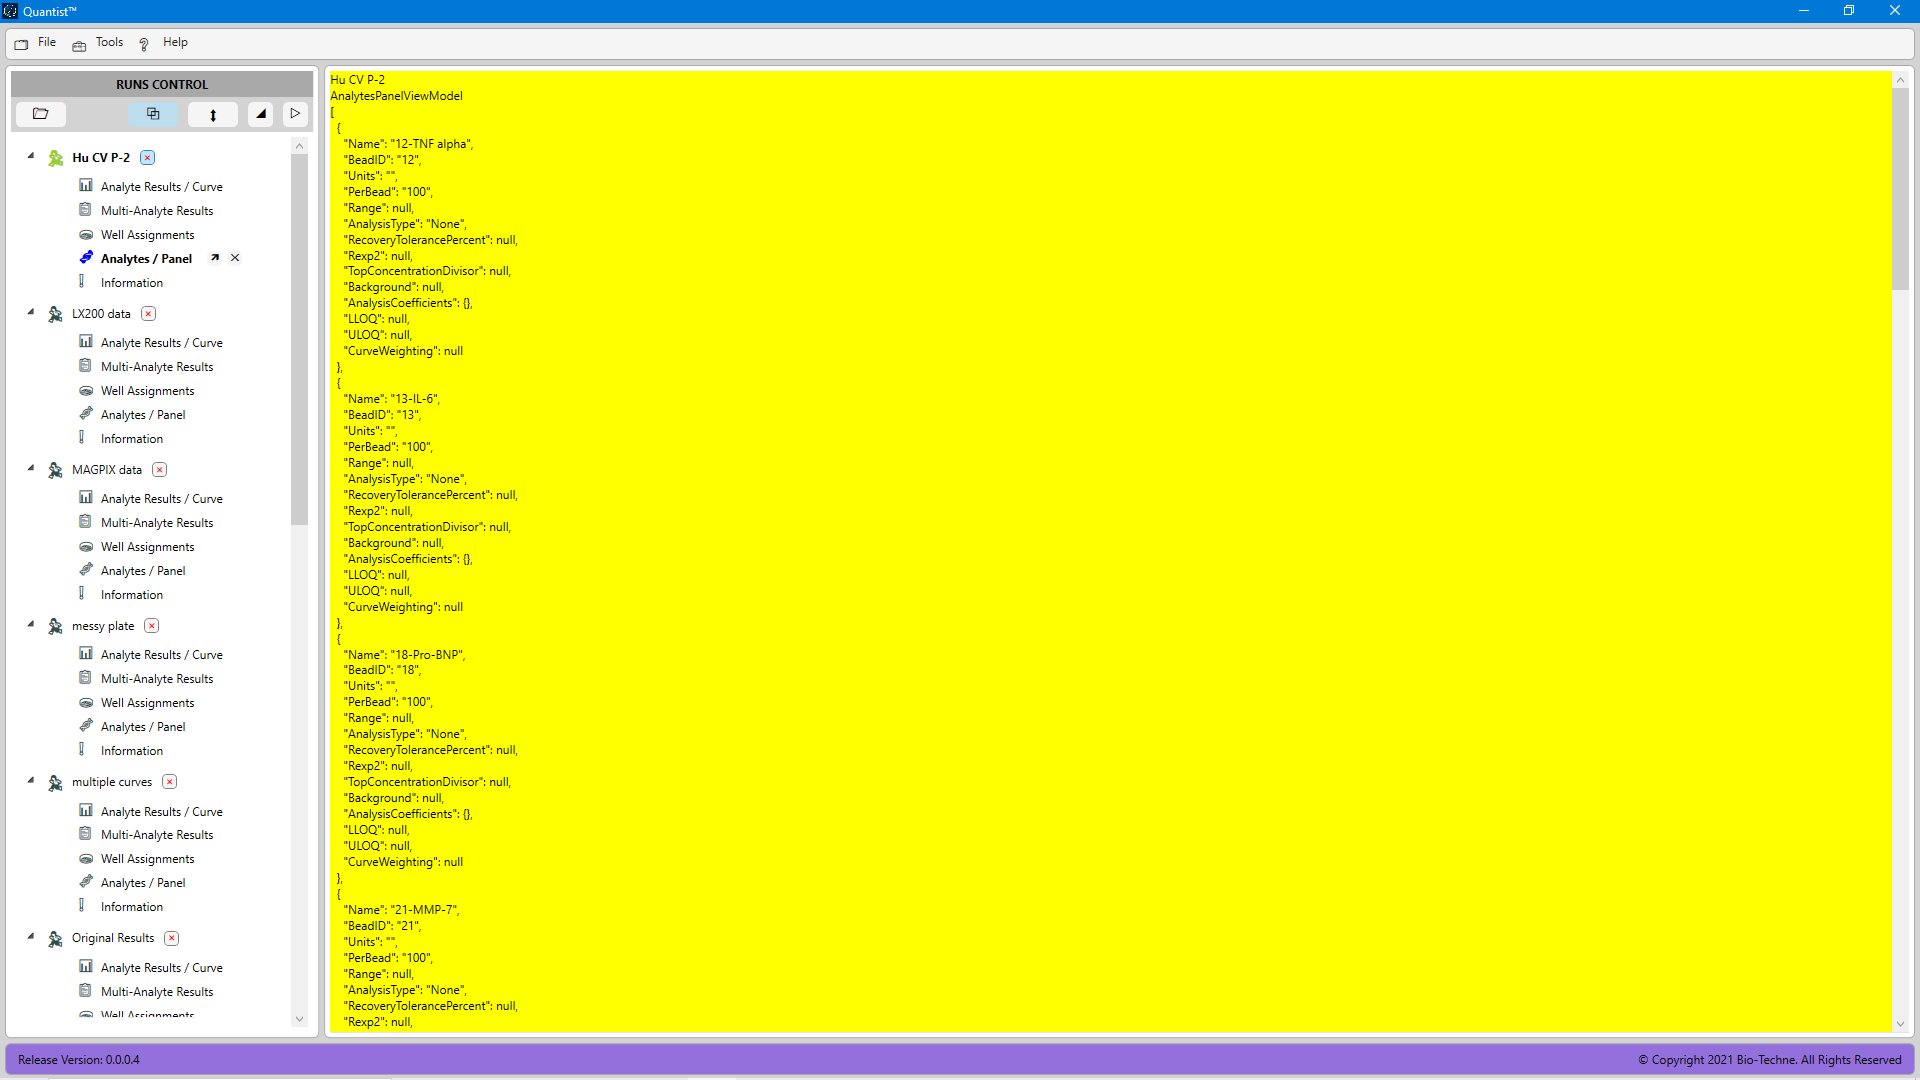 Quantist™
File Tools Help
RUNS CONTROL
Hu CV P-2
Analyte Results / Curve
Multi-Analyte Results
Well Assignments
Analytes / Panel
Information
LX200 data
Analyte Results / Curve
Multi-Analyte Results
Well Assignments
Analytes / Panel
Information
MAGPIX data
Analyte Results / Curve
Multi-Analyte Results
Well Assignments
Analytes / Panel
Information
messy plate
Analyte Results / Curve
Multi-Analyte Results
Well Assignments
Analytes / Panel
Information
multiple curves
Analyte Results / Curve
Multi-Analyte Results
Well Assignments
Analytes / Panel
Information
Original Results
Analyte Results / Curve
Multi-Analyte Results
Well Assignments
Hu CV P-2
AnalytesPanelViewModel
[
{
"Name": "12-TNF alpha",
"BeadID": "12",
"Units": "",
"PerBead": "100",
"Range": null,
"AnalysisType": "None",
"RecoveryTolerancePercent": null,
"Rexp2": null,
"TopConcentrationDivisor": null,
"Background": null,
"AnalysisCoefficients": {},
"LLOQ": null,
"ULOQ": null,
"CurveWeighting": null
},
{
"Name": "13-IL-6",
"BeadID": "13",
"Units": "",
"PerBead": "100",
"Range": null,
"AnalysisType": "None",
"RecoveryTolerancePercent": null,
"Rexp2": null,
"TopConcentrationDivisor": null,
"Background": null,
"AnalysisCoefficients": {},
"LLOQ": null,
"ULOQ": null,
"CurveWeighting": null
},
{
"Name": "18-Pro-BNP",
"BeadID": "18",
"Units": "",
"PerBead": "100",
"Range": null,
"AnalysisType": "None",
"RecoveryTolerancePercent": null,
"Rexp2": null,
"TopConcentrationDivisor": null,
"Background": null,
"AnalysisCoefficients": {},
"LLOQ": null,
"ULOQ": null,
"CurveWeighting": null
},
{
"Name": "21-MMP-7",
"BeadID": "21",
"Units": "",
"PerBead": "100",
"Range": null,
"AnalysisType": "None",
"RecoveryTolerancePercent": null,
"Rexp2": null,
Release Version: 0.0.0.4
© Copyright 2021 Bio-Techne. All Rights Reserved